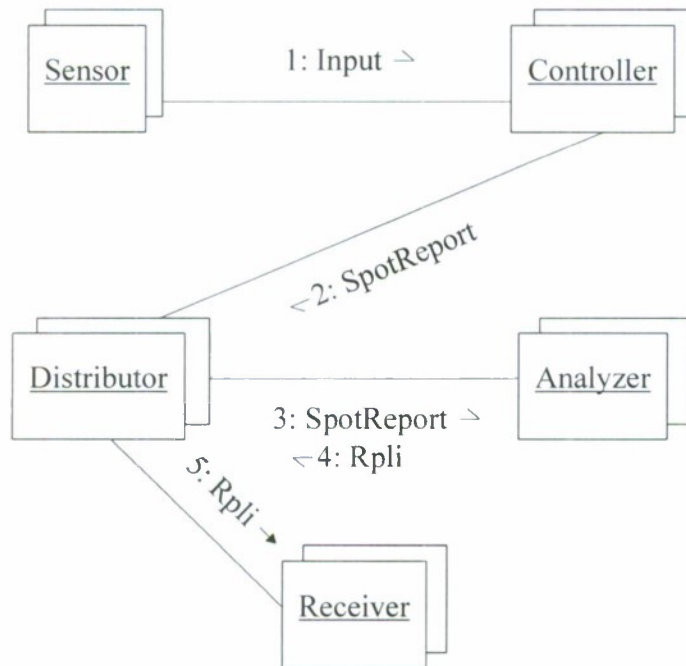 Sensor
1: Input
Controller
2: SpotReport
Distributor
Analyzer
3: SpotReport
4: Rpli
5: Rpli
Receiver